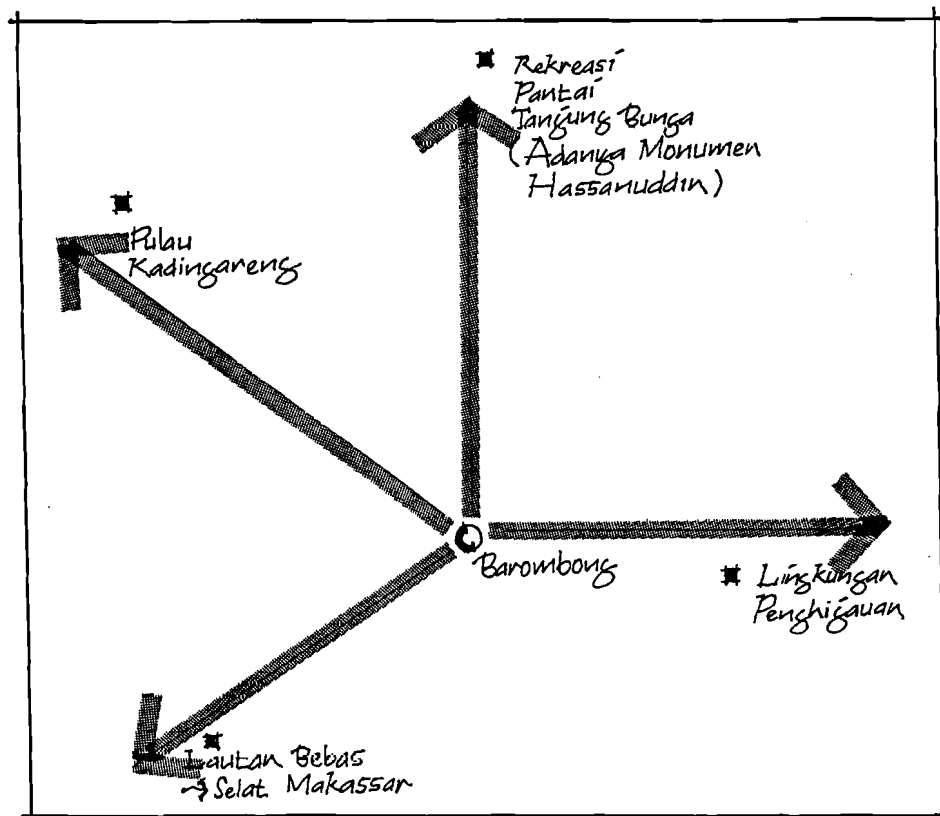 Rekreasi
Pantai
Tanjung Bunga
(Adanya Monumen
Hassanuddin)
Pulau
Kadingareng
Barombong
Lingkungan
Penghijauan
Lautan Bebas
→ Selat Makassar